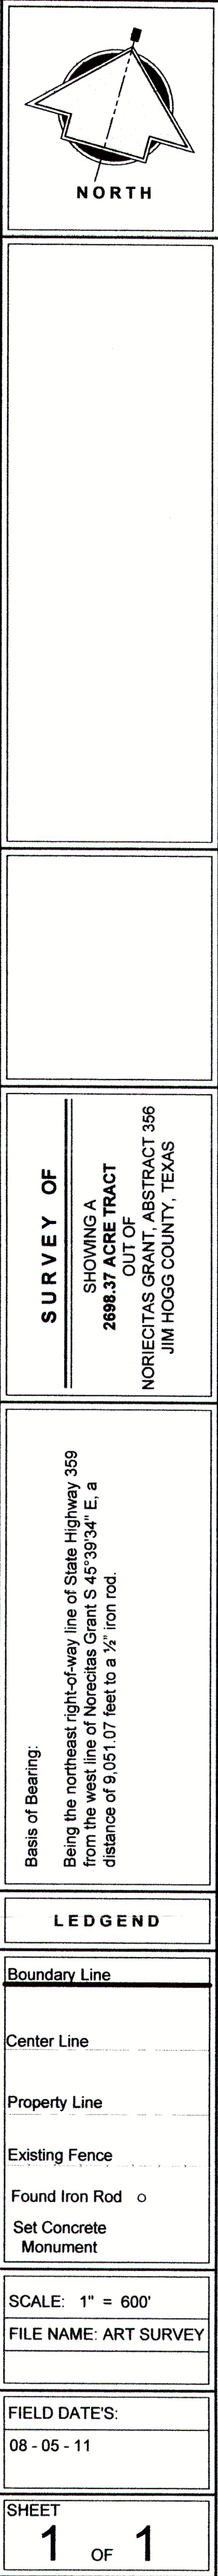 NORTH
SURVEY OF
SHOWING A
2698.37 ACRE TRACT
OUT OF
NORIECITAS GRANT, ABSTRACT 356
JIM HOGG COUNTY, TEXAS
Basis of Bearing:
Being the northeast right-of-way line of State Highway 359
from the west line of Norecitas Grant S 45°39'34" E, a
distance of 9,051.07 feet to a ½" iron rod.
LEDGEND
Boundary Line
Center Line
Property Line
Existing Fence
Found Iron Rod o
Set Concrete
Monument
SCALE: 1" = 600'
FILE NAME: ART SURVEY
FIELD DATE'S:
08 - 05 - 11
SHEET
1 OF 1